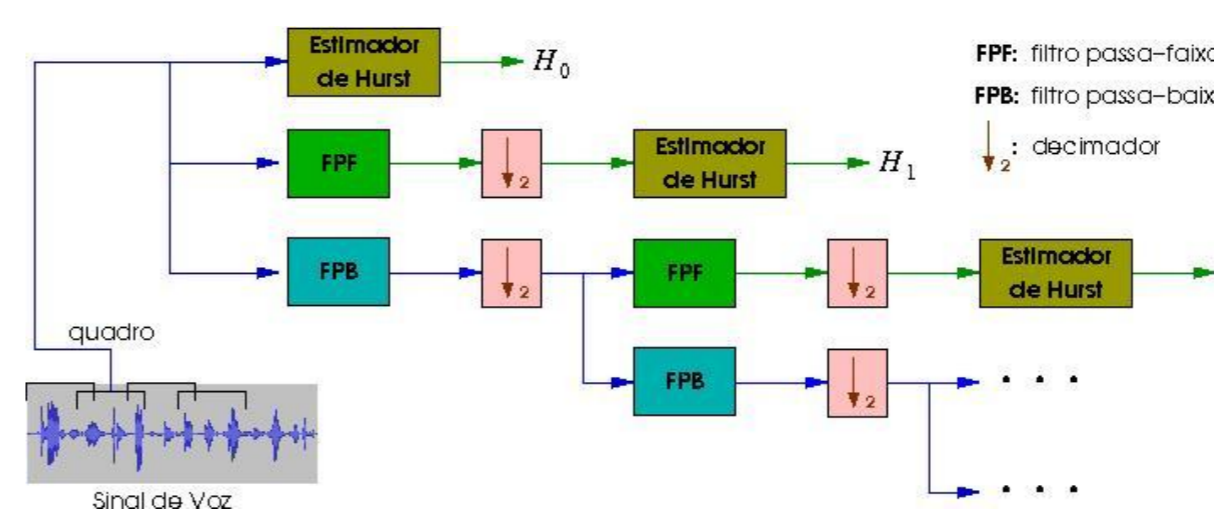 Estimador
de Hurst
H0
FPF: filtro passa-faixa
FPB: filtro passa-baix
2 : decimador
FPF
2
Estimador
de Hurst
H1
FPB
2
FPF
2
Estimador
de Hurst
FPB
2
. . .
. . .
quadro
Sinal de Voz